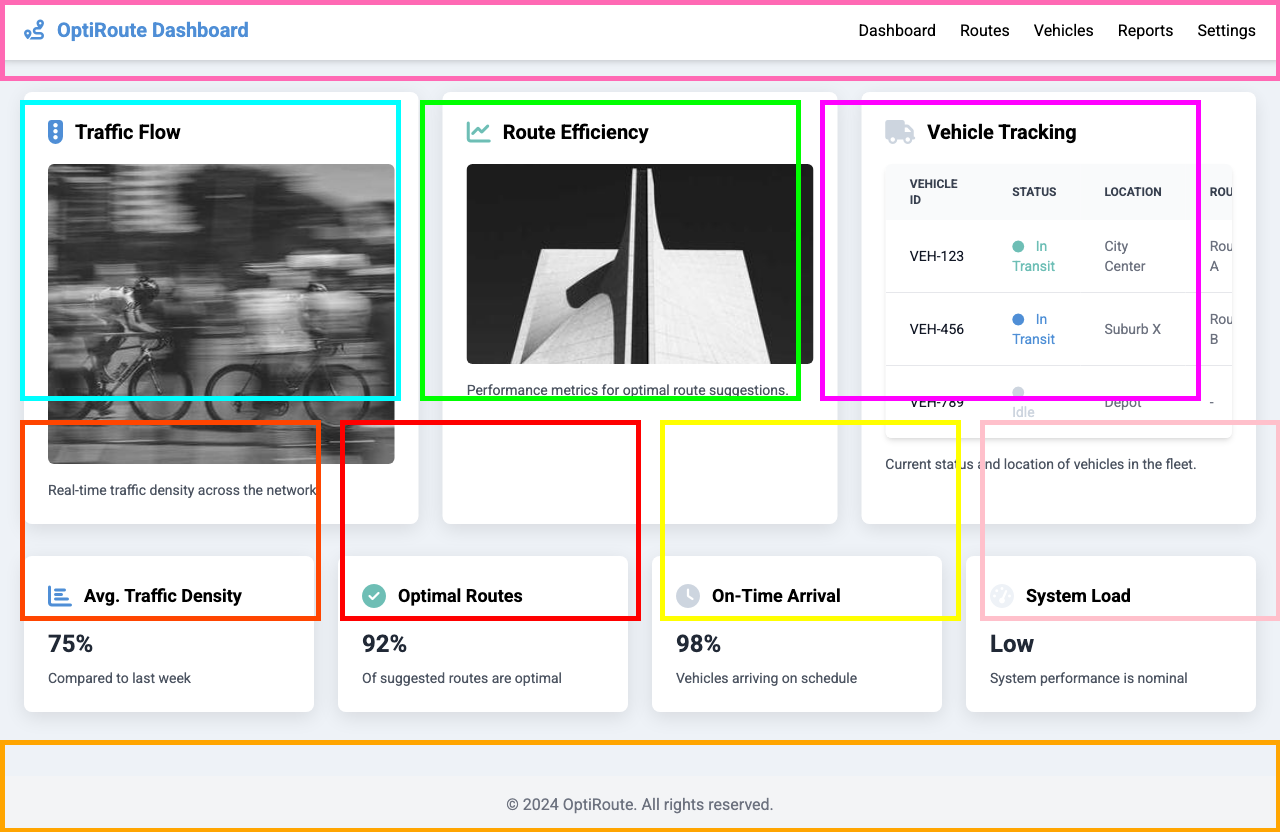 OptiRoute Dashboard
Dashboard Routes Vehicles Reports Settings
Traffic Flow
Real-time traffic density across the network
Route Efficiency
Performance metrics for optimal route suggestions.
Vehicle Tracking
VEHICLE
ID
STATUS
LOCATION
ROU
VEH-123
In
Transit
City
Center
Rou
A
VEH-456
In
Transit
Suburb X
Rou
B
VEH-789
Idle
Depot
-
Current status and location of vehicles in the fleet.
Avg. Traffic Density
75%
Compared to last week
Optimal Routes
92%
Of suggested routes are optimal
On-Time Arrival
98%
Vehicles arriving on schedule
System Load
Low
System performance is nominal
© 2024 OptiRoute. All rights reserved.